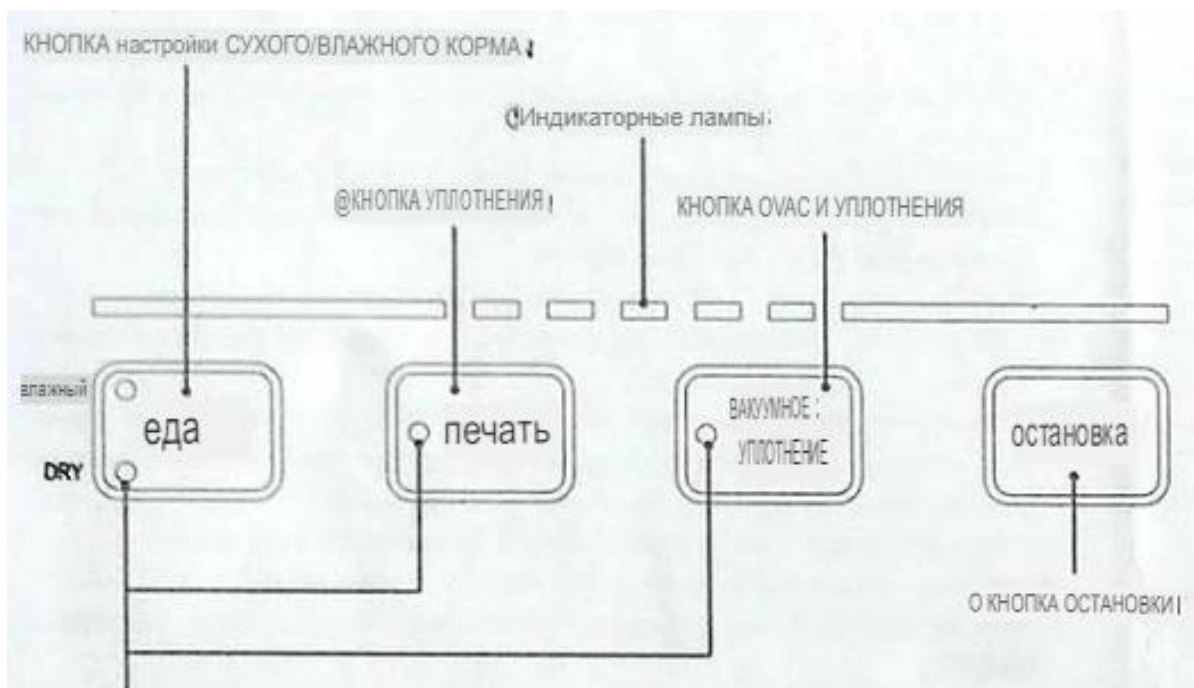 КНОПКА настройки СУХОГО/ВЛАЖНОГО КОРМА
Индикаторные лампы:
@КНОПКА УПЛОТНЕНИЯ!
КНОПКА OVAC И УПЛОТНЕНИЯ
влажный
еда
DRY
печать
ВАКУУМНОЕ :
УПЛОТНЕНИЕ
остановка
О КНОПКА ОСТАНОВКИ!